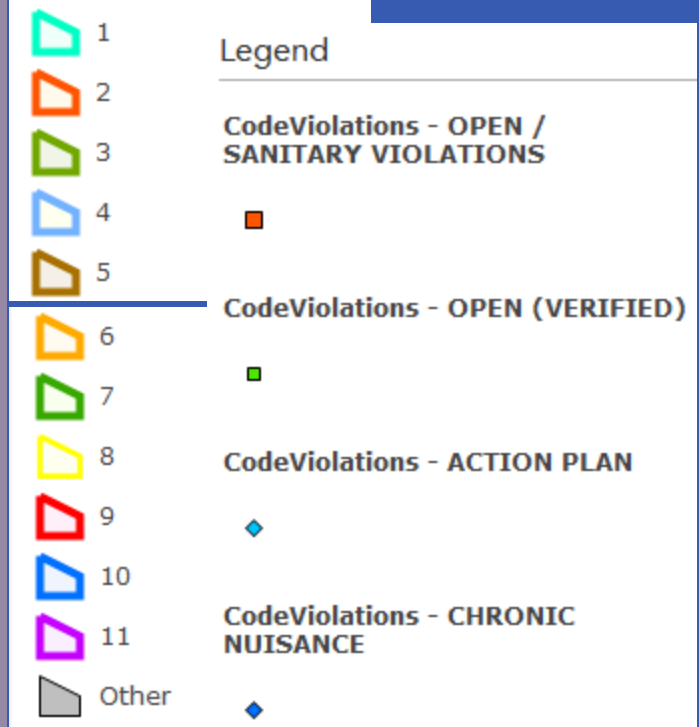 1
2
3
4
5
6
7
8
9
10
11
Other
Legend
CodeViolations - OPEN /
SANITARY VIOLATIONS
CodeViolations - OPEN (VERIFIED)
CodeViolations - ACTION PLAN
CodeViolations - CHRONIC
NUISANCE